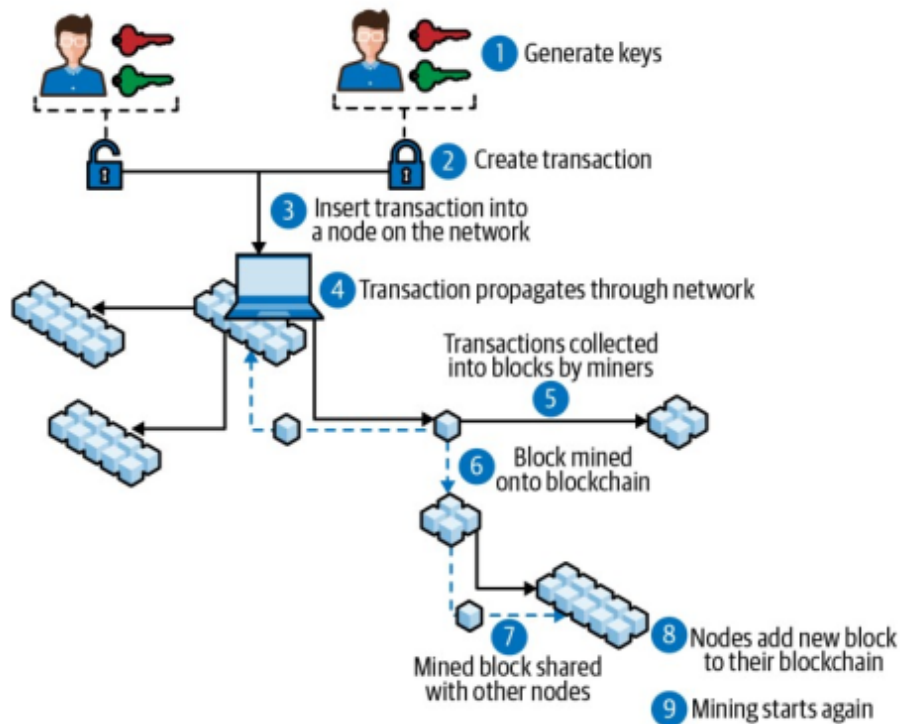 1 Generate keys
2 Create transaction
3 Insert transaction into
a node on the network
4 Transaction propagates through network
Transactions collected
into blocks by miners
5
6 Block mined
onto blockchain
7
Mined block shared
with other nodes
8 Nodes add new block
to their blockchain
9 Mining starts again